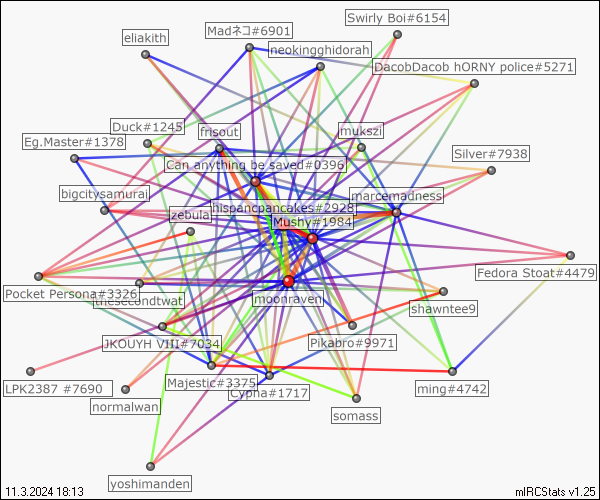 Swirly Boi#6154
Madネコ#6901
eliakith
neokingghidorah
DacobDacob hORNY police#5271
Duck#1245
frisout
mukszi
Eg.Master#1378
Can anything be saved#0396
Silver#7938
bigcitysamurai
marcemadness
hispancpancakes#2928
zebula
Mushy#1984
Fedora Stoat#4479
Pocket Persona#3326
thesecondtwat
moonraven
shawntee9
JKOUYH VIII#7034
Pikabro#9971
LPK2387 #7690
Majestic#3375
ming#4742
Cypha#1717
normalwan
somass
yoshimanden
11.3.2024 18:13
mIRCStats v1.25